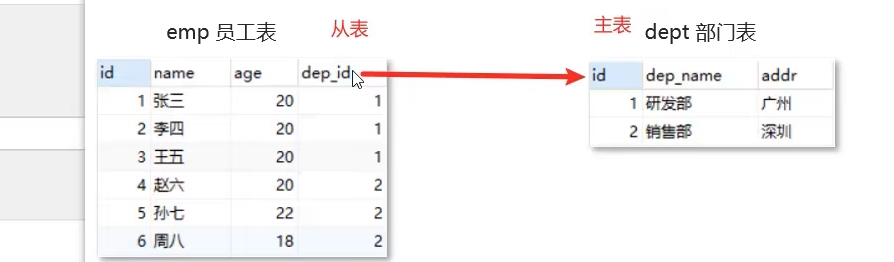 emp 员工表 从表 主表 dept 部门表
id name age dep_id id dep_name addr
1 张三 20 1 1 研发部 广州
2 李四 20 1 2 销售部 深圳
3 王五 20 1
4 赵六 20 2
5 孙七 22 2
6 周八 18 2